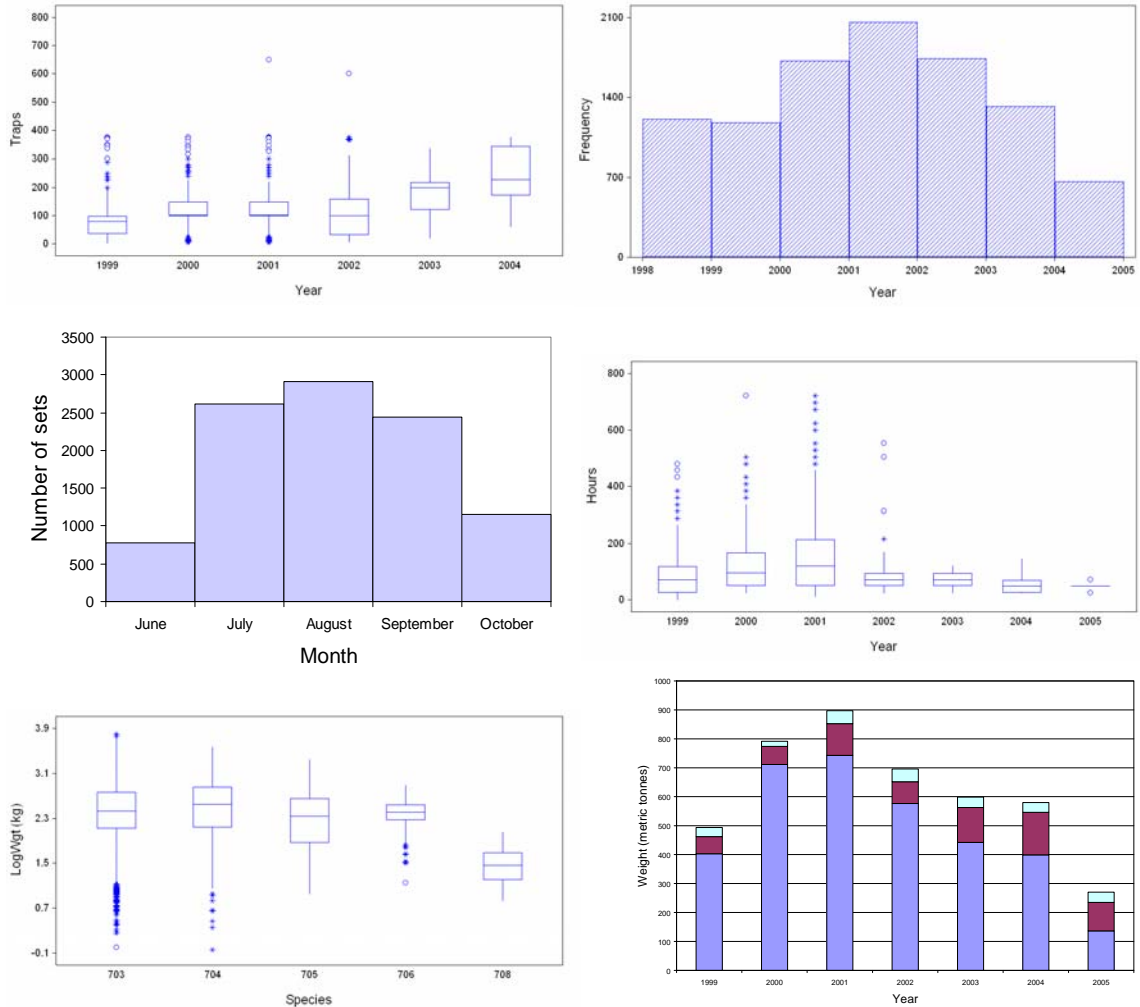 800
700
600
500
400
300
200
100
0
Traps
1999 2000 2001 2002 2003 2004
Year
2100
1400
700
0
Frequency
1998 1999 2000 2001 2002 2003 2004 2005
Year
3500
3000
2500
2000
1500
1000
500
0
Number of sets
June July August September October
Month
800
600
400
200
0
Hours
1999 2000 2001 2002 2003 2004 2005
Year
3.9
3.1
2.3
1.5
0.7
-0.1
LogWgt (kg)
703 704 705 706 708
Species
1000
900
800
700
600
500
400
300
200
100
0
Weight (metric tonnes)
1999 2000 2001 2002 2003 2004 2005
Year